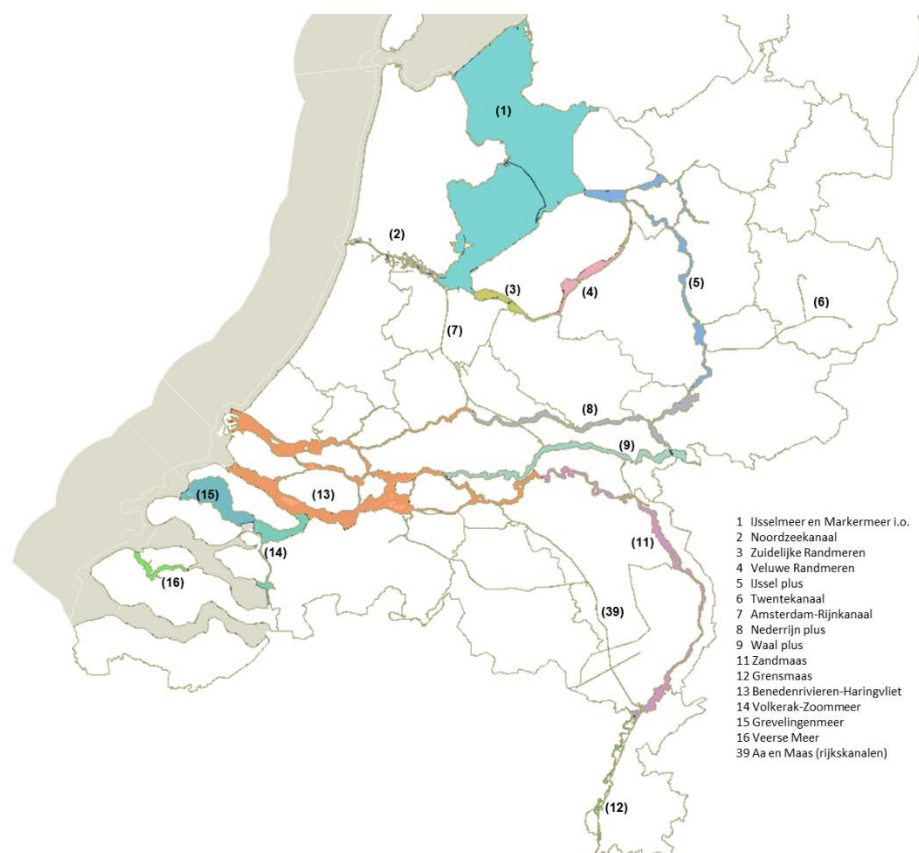 (1)
(2)
(3)
(4)
(5)
(6)
(7)
(8)
(9)
(13)
(15)
(11)
(14)
(16)
(39)
(12)
1 IJsselmeer en Markermeer i.o.
2 Noordzeekanaal
3 Zuidelijke Randmeren
4 Veluwe Randmeren
5 IJssel plus
6 Twentekanaal
7 Amsterdam-Rijnkanaal
8 Nederrijn plus
9 Waal plus
11 Zandmaas
12 Grensmaas
13 Benedenrivieren-Haringvliet
14 Volkerak-Zoommeer
15 Grevelingenmeer
16 Veerse Meer
39 Aa en Maas (rijkskanalen)